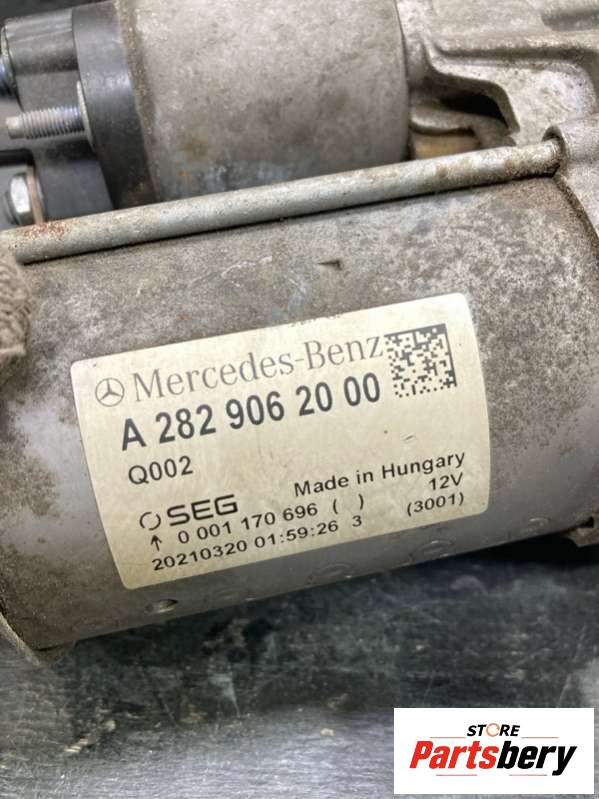 Mercedes-Benz
A 282 906 20 00
Q002
Made in Hungary
SEG 12V
↑ 0 001 170 696 ( ) (3001)
20210320 01:59:26 3
STORE
Partsbery